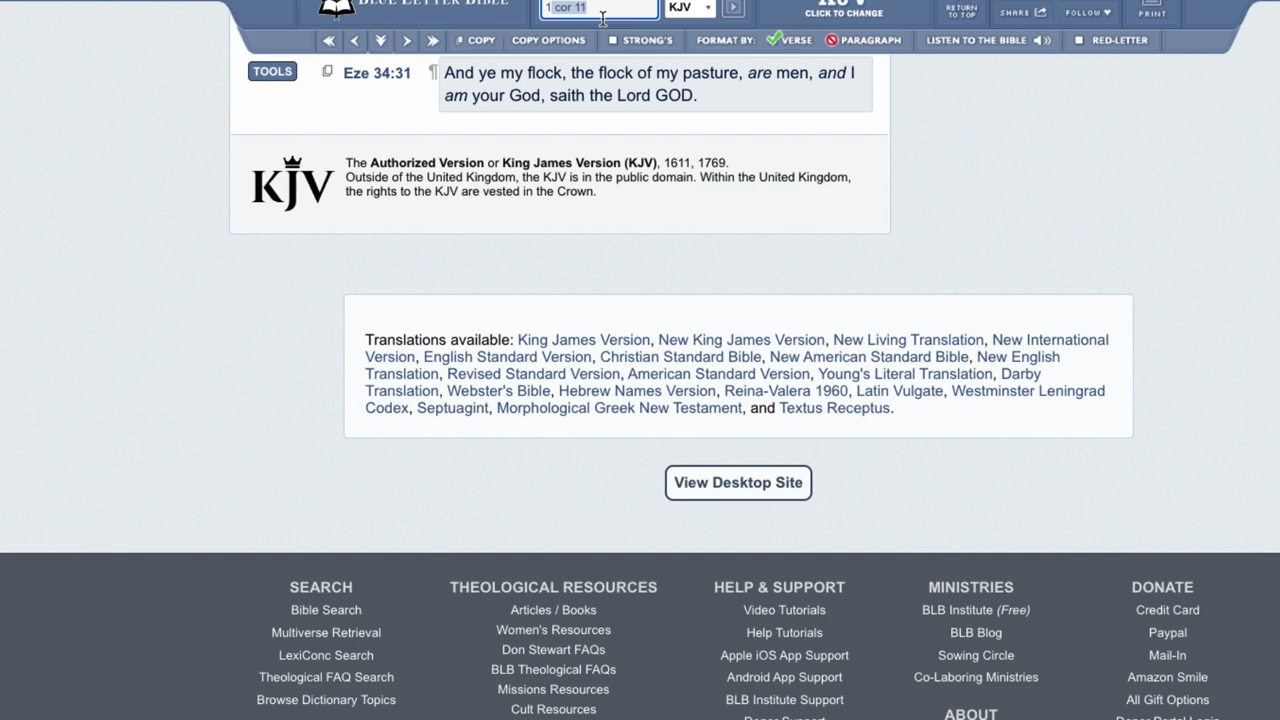 BLUE LETTER BIBLE
1 cor 11
KJV
CLICK TO CHANGE
RETURN
TO TOP
SHARE
FOLLOW
PRINT
COPY
COPY OPTIONS
STRONG'S
FORMAT BY:
VERSE
PARAGRAPH
LISTEN TO THE BIBLE
RED-LETTER
TOOLS
Eze 34:31
¶
And ye my flock, the flock of my pasture, are men, and I
am your God, saith the Lord GOD.
KJV
The Authorized Version or King James Version (KJV), 1611, 1769.
Outside of the United Kingdom, the KJV is in the public domain. Within the United Kingdom,
the rights to the KJV are vested in the Crown.
Translations available: King James Version, New King James Version, New Living Translation, New International
Version, English Standard Version, Christian Standard Bible, New American Standard Bible, New English
Translation, Revised Standard Version, American Standard Version, Young's Literal Translation, Darby
Translation, Webster's Bible, Hebrew Names Version, Reina-Valera 1960, Latin Vulgate, Westminster Leningrad
Codex, Septuagint, Morphological Greek New Testament, and Textus Receptus.
View Desktop Site
SEARCH
Bible Search
Multiverse Retrieval
LexiConc Search
Theological FAQ Search
Browse Dictionary Topics
THEOLOGICAL RESOURCES
Articles / Books
Women's Resources
Don Stewart FAQs
BLB Theological FAQs
Missions Resources
Cult Resources
HELP & SUPPORT
Video Tutorials
Help Tutorials
Apple iOS App Support
Android App Support
BLB Institute Support
MINISTRIES
BLB Institute (Free)
BLB Blog
Sowing Circle
Co-Laboring Ministries
ABOUT
DONATE
Credit Card
Paypal
Mail-In
Amazon Smile
All Gift Options